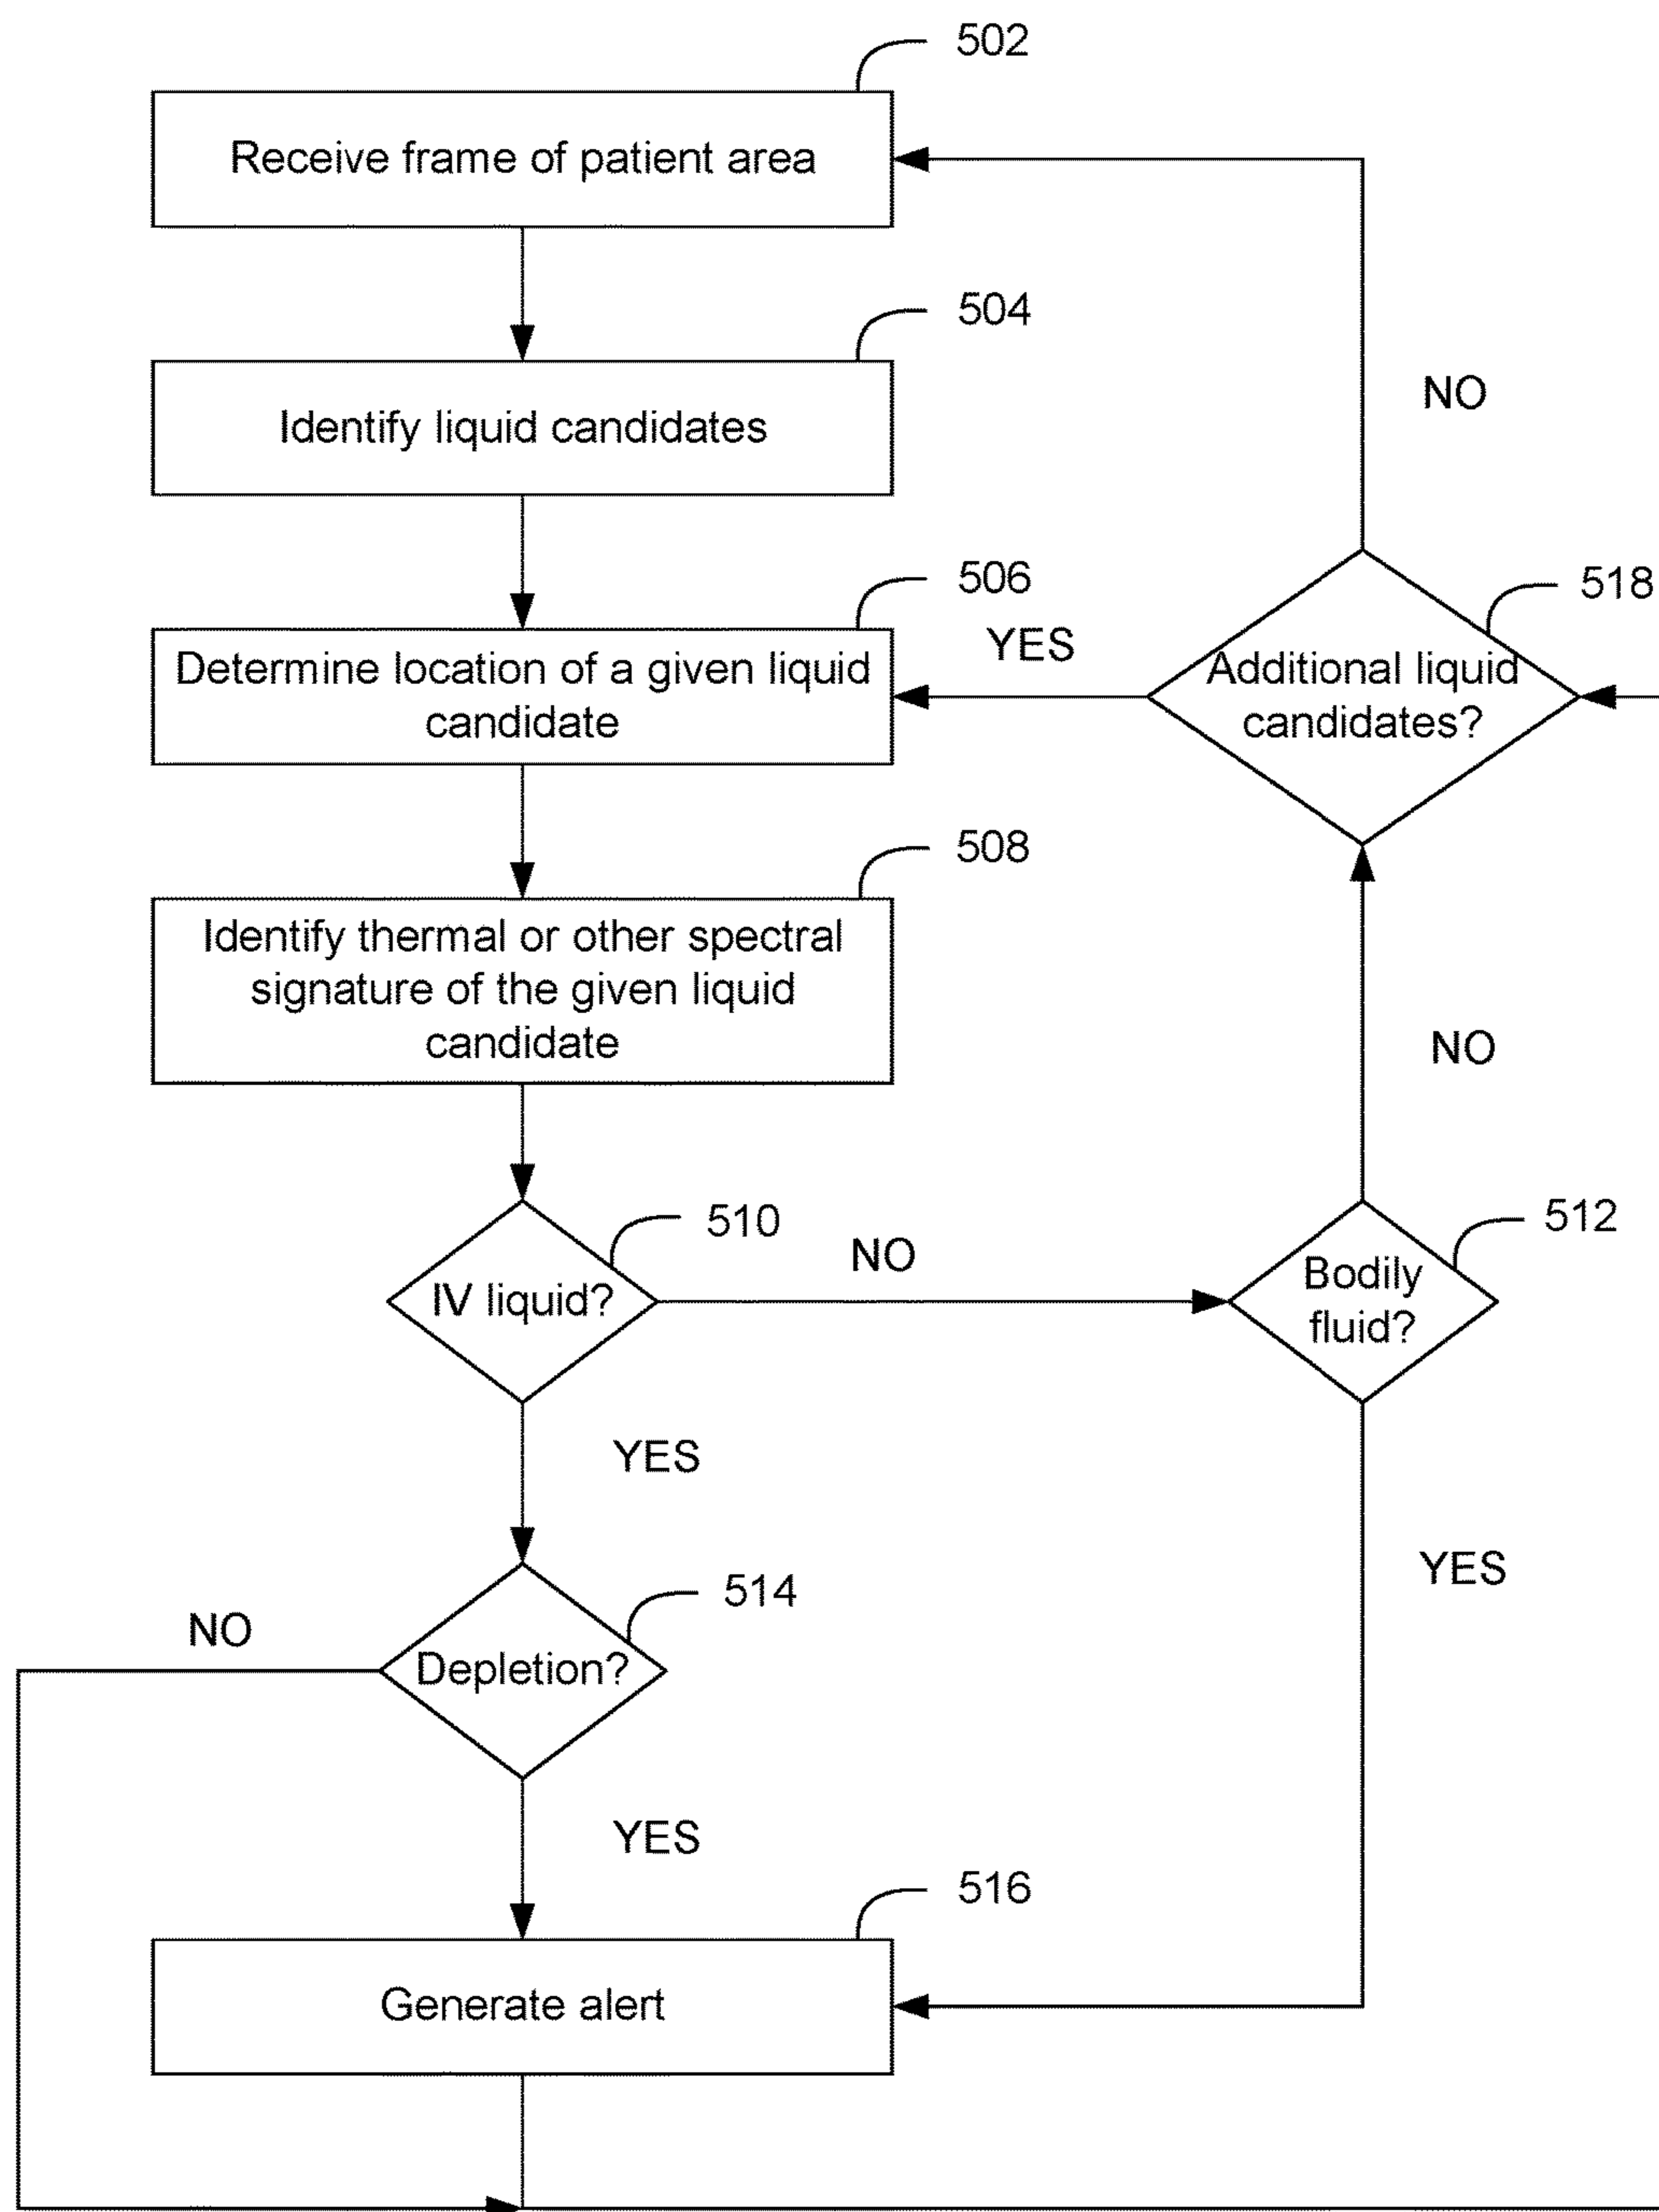 502
Receive frame of patient area
504
Identify liquid candidates
NO
506
Determine location of a given liquid
candidate
YES
518
Additional liquid
candidates?
508
Identify thermal or other spectral
signature of the given liquid
candidate
NO
510
IV liquid?
NO
512
Bodily
fluid?
YES
514
Depletion?
NO
YES
YES
516
Generate alert